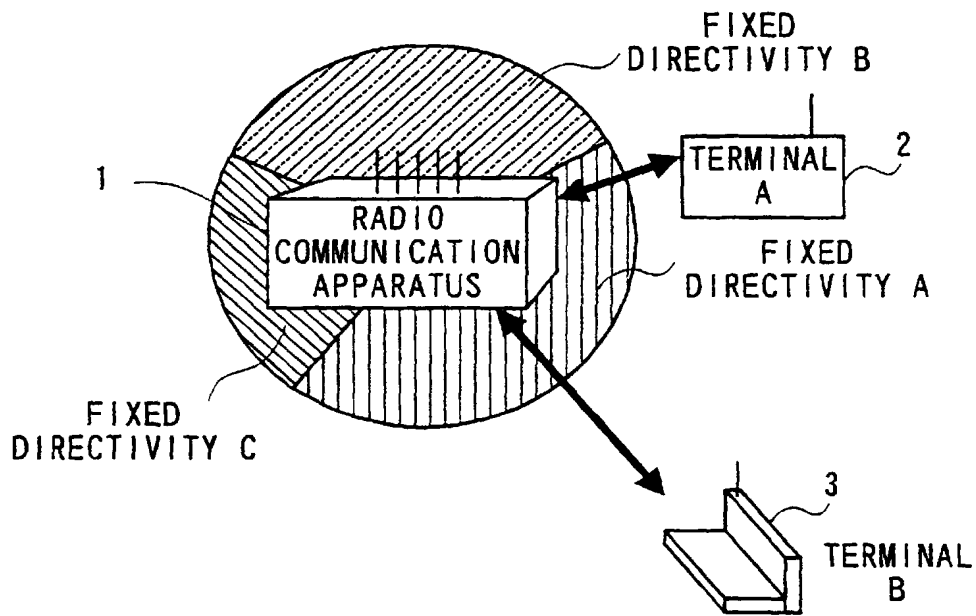 FIXED
DIRECTIVITY B
1
TERMINAL
A
2
RADIO
COMMUNICATION
APPARATUS
FIXED
DIRECTIVITY A
FIXED
DIRECTIVITY C
3
TERMINAL
B